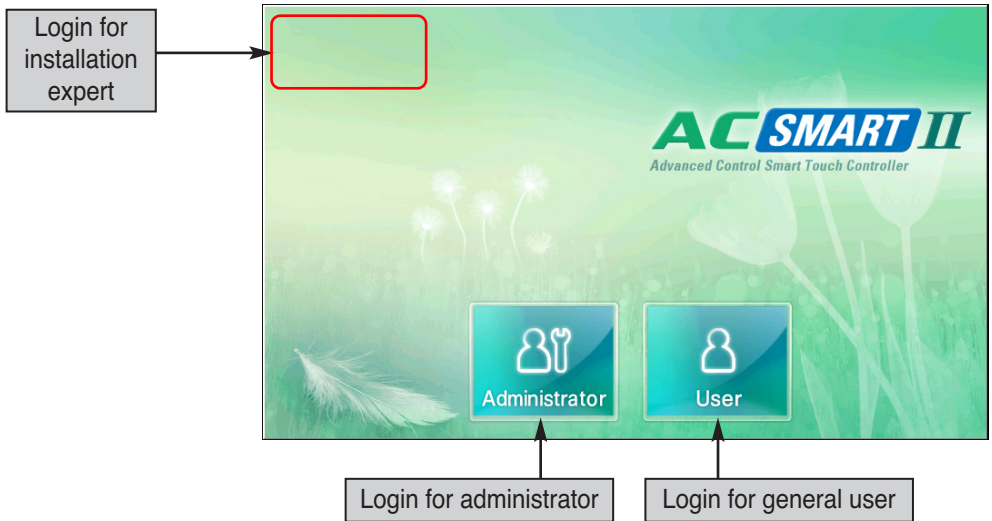 Login for
installation
expert
AC SMART II
Advanced Control Smart Touch Controller
Administrator
User
Login for administrator
Login for general user